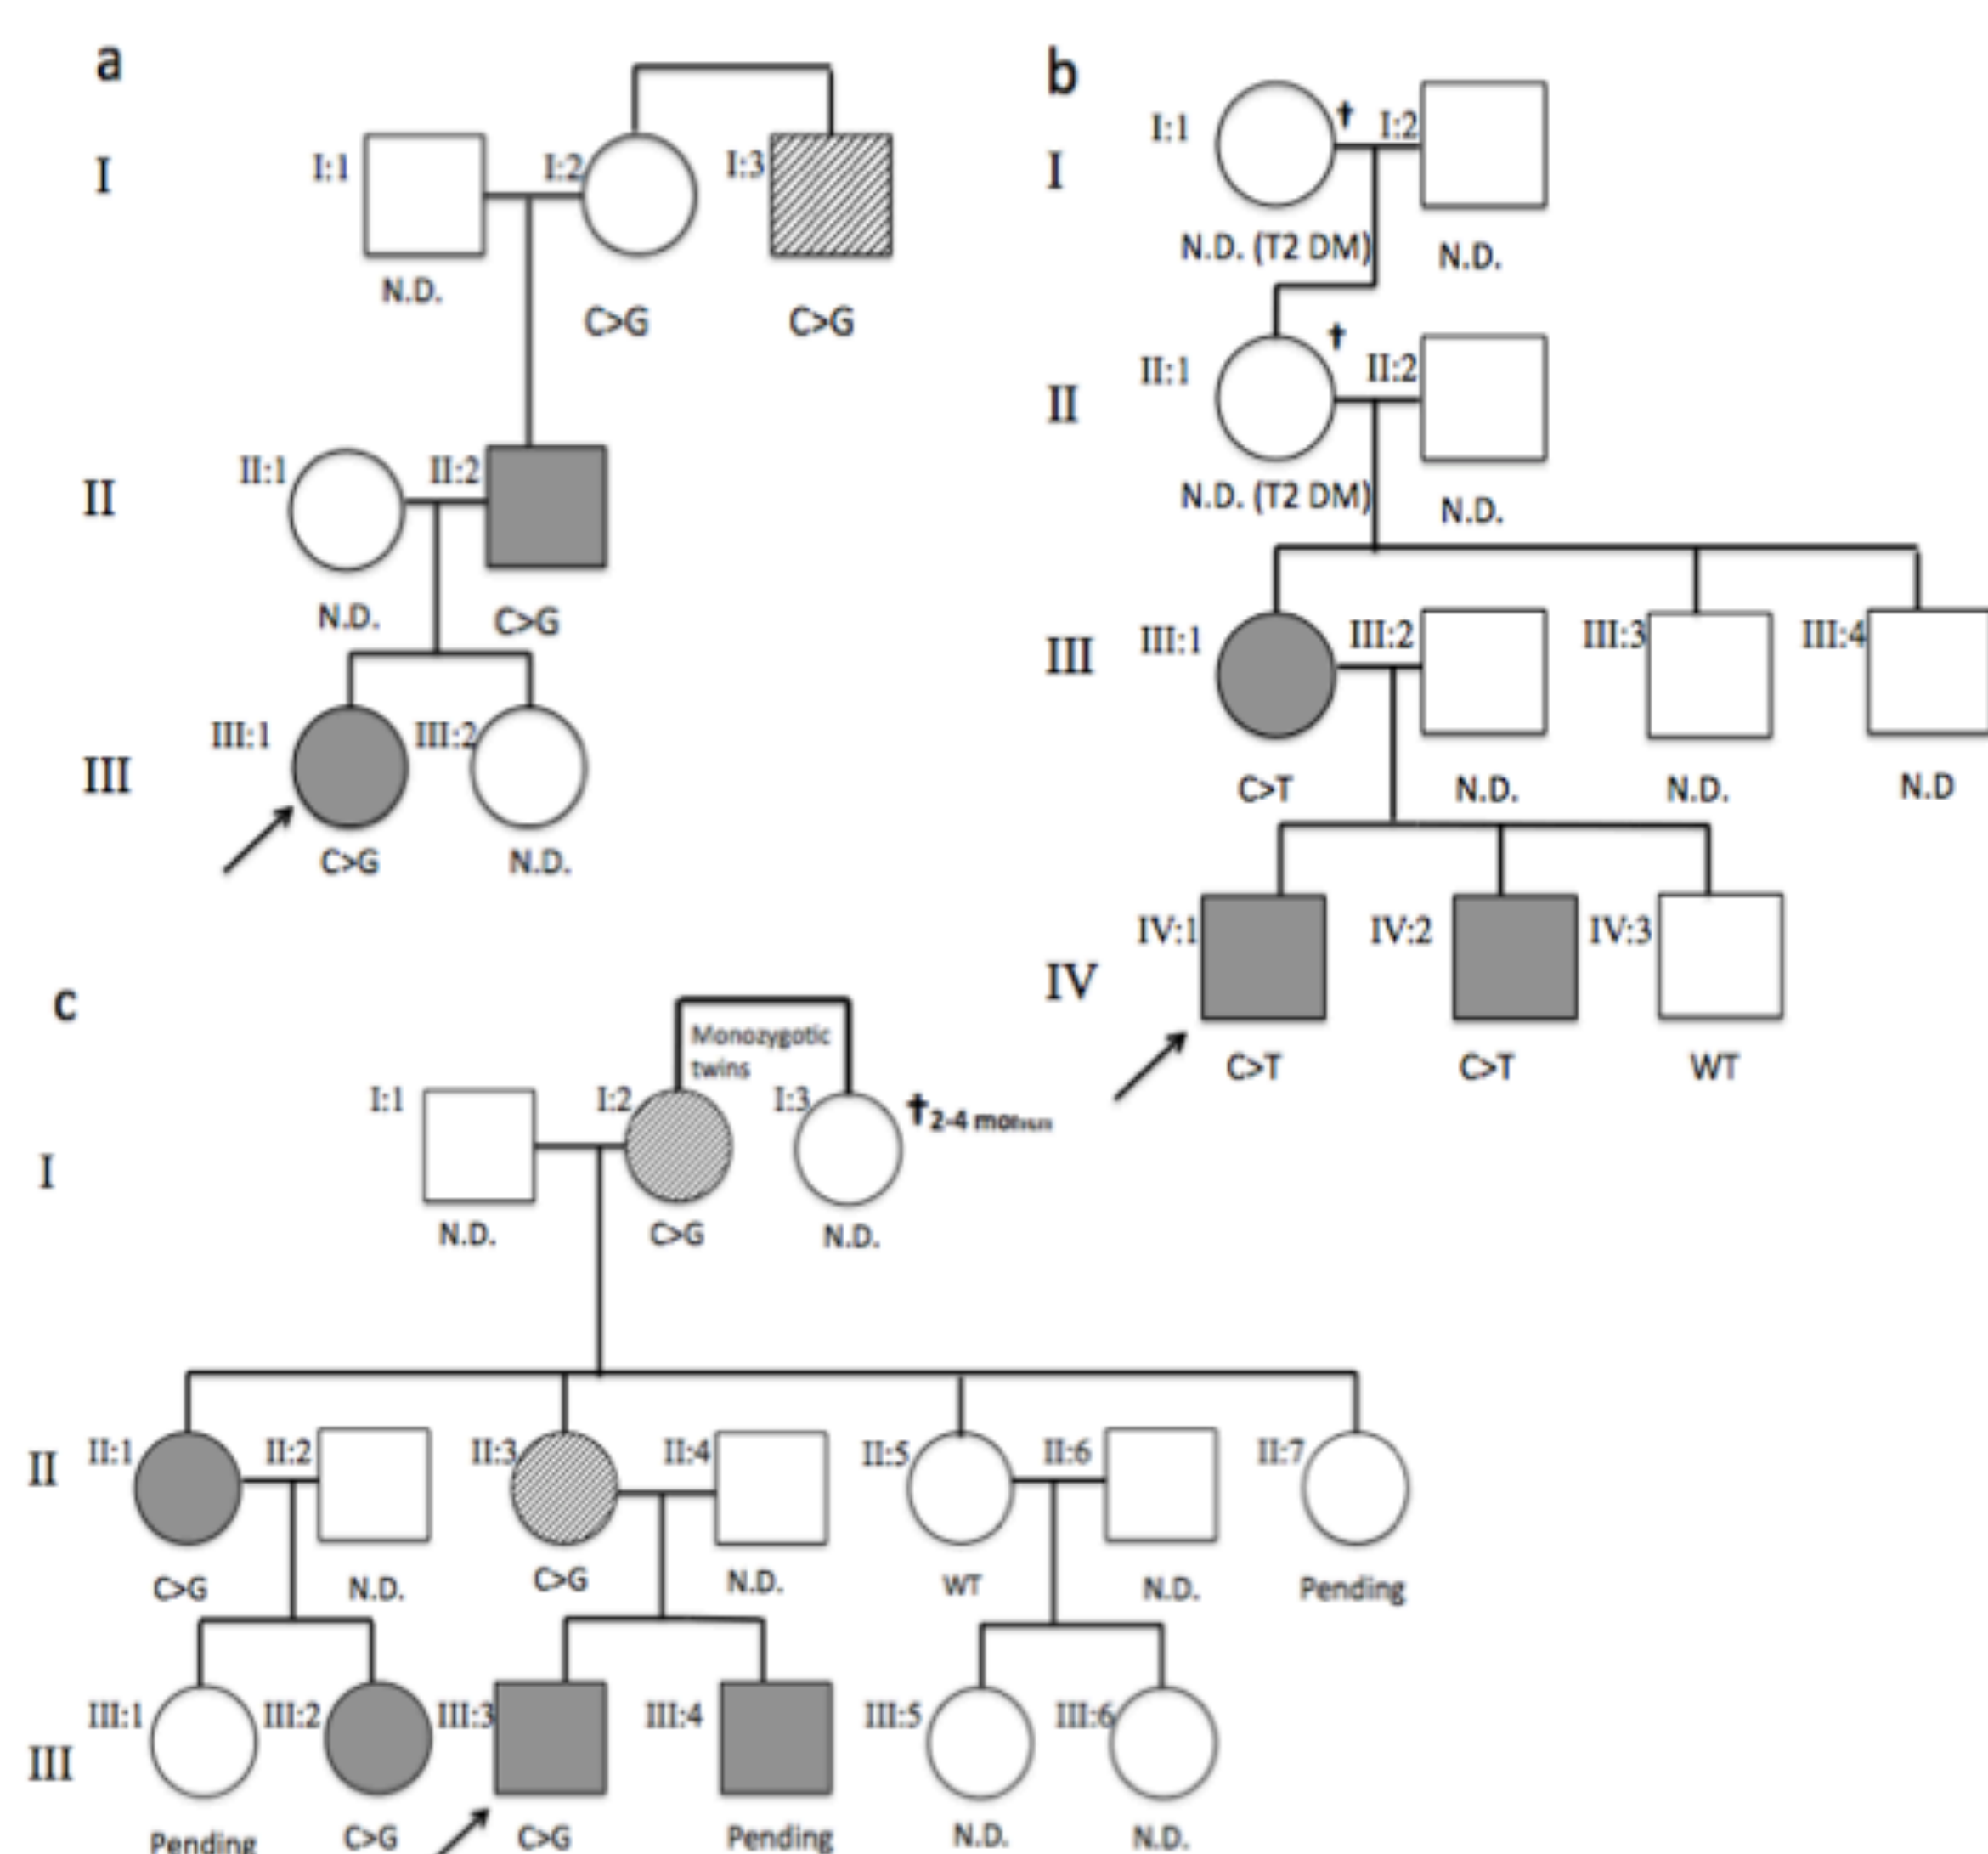 a
I
I:1
I:2
I:3
N.D.
C>G
C>G
II
II:1
II:2
N.D.
C>G
III
III:1
III:2
C>G
N.D.
b
I
I:1
†
I:2
N.D. (T2 DM)
N.D.
II
II:1
†
II:2
N.D. (T2 DM)
N.D.
III
III:1
III:2
III:3
III:4
C>T
N.D.
N.D.
N.D
IV
IV:1
IV:2
IV:3
C>T
C>T
WT
c
Monozygotic
twins
I
I:1
I:2
I:3
†2-4
N.D.
C>G
N.D.
II
II:1
II:2
II:3
II:4
II:5
II:6
II:7
C>G
N.D.
C>G
N.D.
WT
N.D.
Pending
III
III:1
III:2
III:3
III:4
III:5
III:6
Pending
C>G
C>G
Pending
N.D.
N.D.